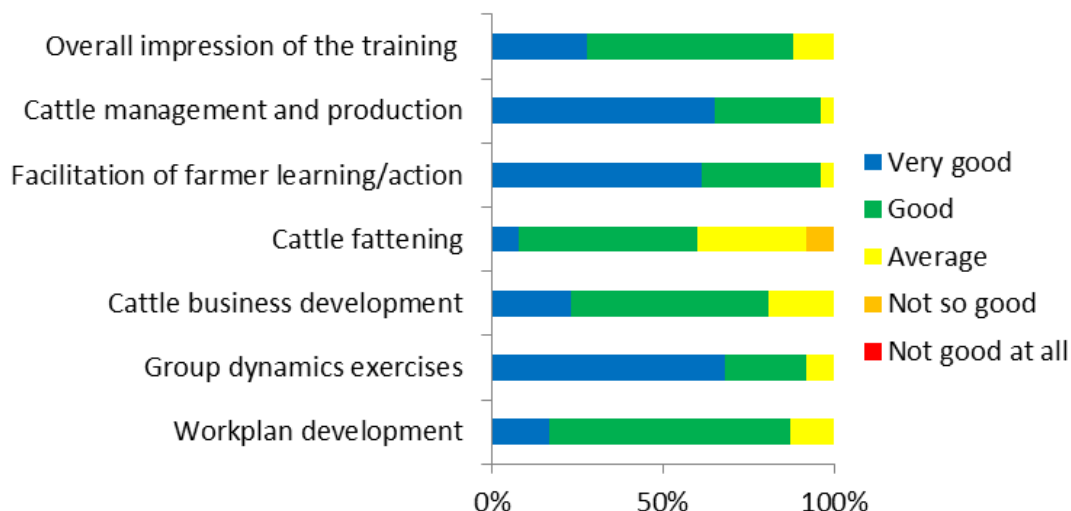 Overall impression of the training
Cattle management and production
Facilitation of farmer learning/action
Cattle fattening
Cattle business development
Group dynamics exercises
Workplan development
0% 50% 100%
Very good
Good
Average
Not so good
Not good at all